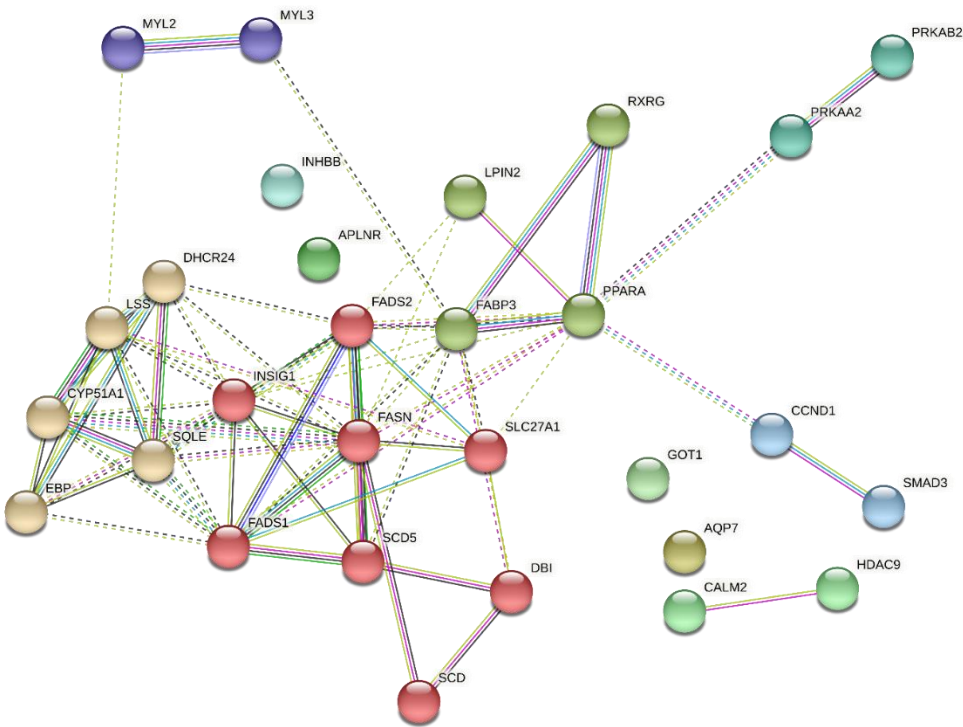 MYL2
MYL3
PRKAB2
RXRG
PRKAA2
INHBB
LPIN2
APLNR
DHCR24
LSS
FADS2
FABP3
PPARA
INSIG1
CYP51A1
FASN
SLC27A1
CCND1
SQLE
GOT1
EBP
SMAD3
FADS1
SCD5
AQP7
DBI
CALM2
HDAC9
SCD